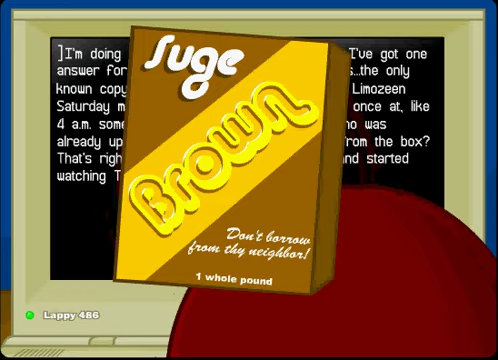 ]I'm doing I've got one
answer for s...the only
known copy Limozeen
Saturday m once at, like
4 a.m. some ho was
already up from the box?
That's righ nd started
watching T
Suge
Brown
Don't borrow
from thy neighbor!
1 whole pound
Lappy 486